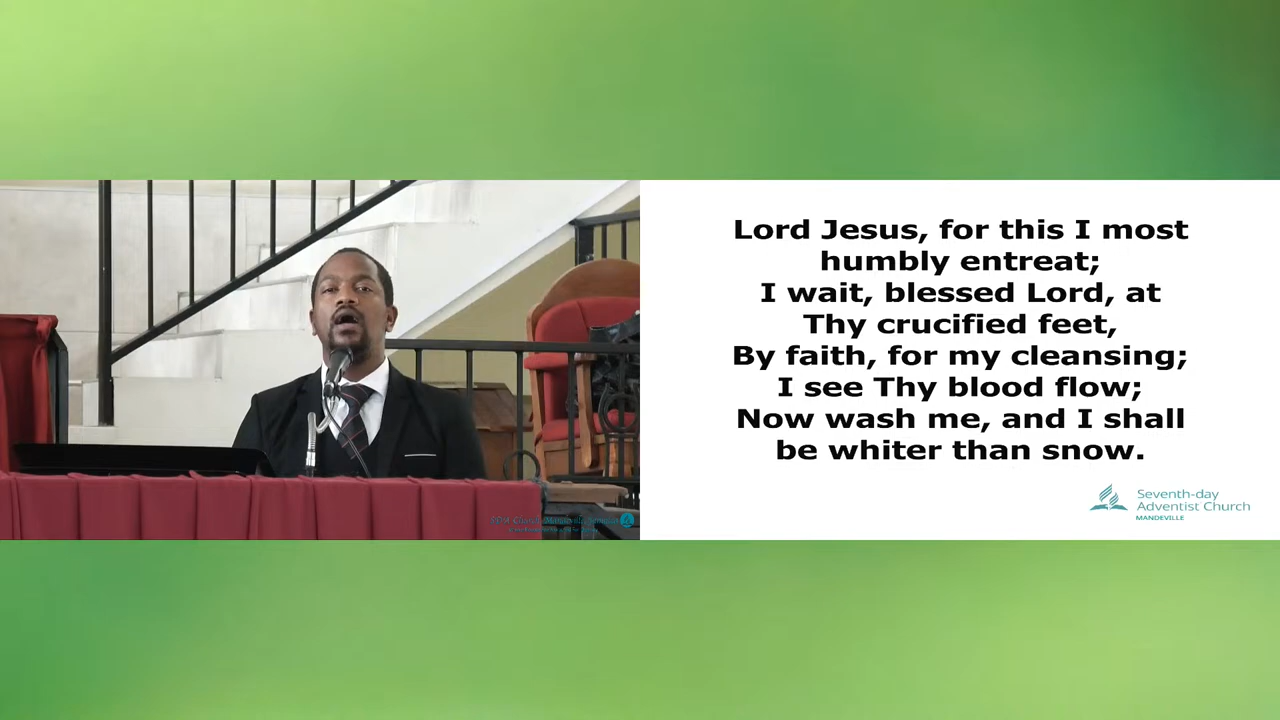 Lord Jesus, for this I most
humbly entreat;
I wait, blessed Lord, at
Thy crucified feet,
By faith, for my cleansing;
I see Thy blood flow;
Now wash me, and I shall
be whiter than snow.
Seventh-day
Adventist Church
MANDEVILLE